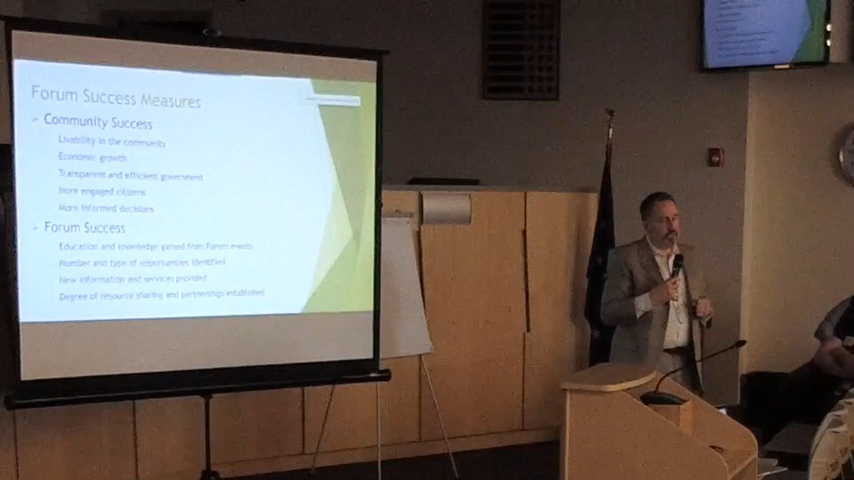 Forum Success Measures
Community Success
Livability in the community
Economic growth
Transparent and efficient government
More engaged citizens
More informed decisions
Forum Success
Education and knowledge gained from Forum events
Number and type of opportunities identified
New information and services provided
Degree of resource sharing and partnerships established